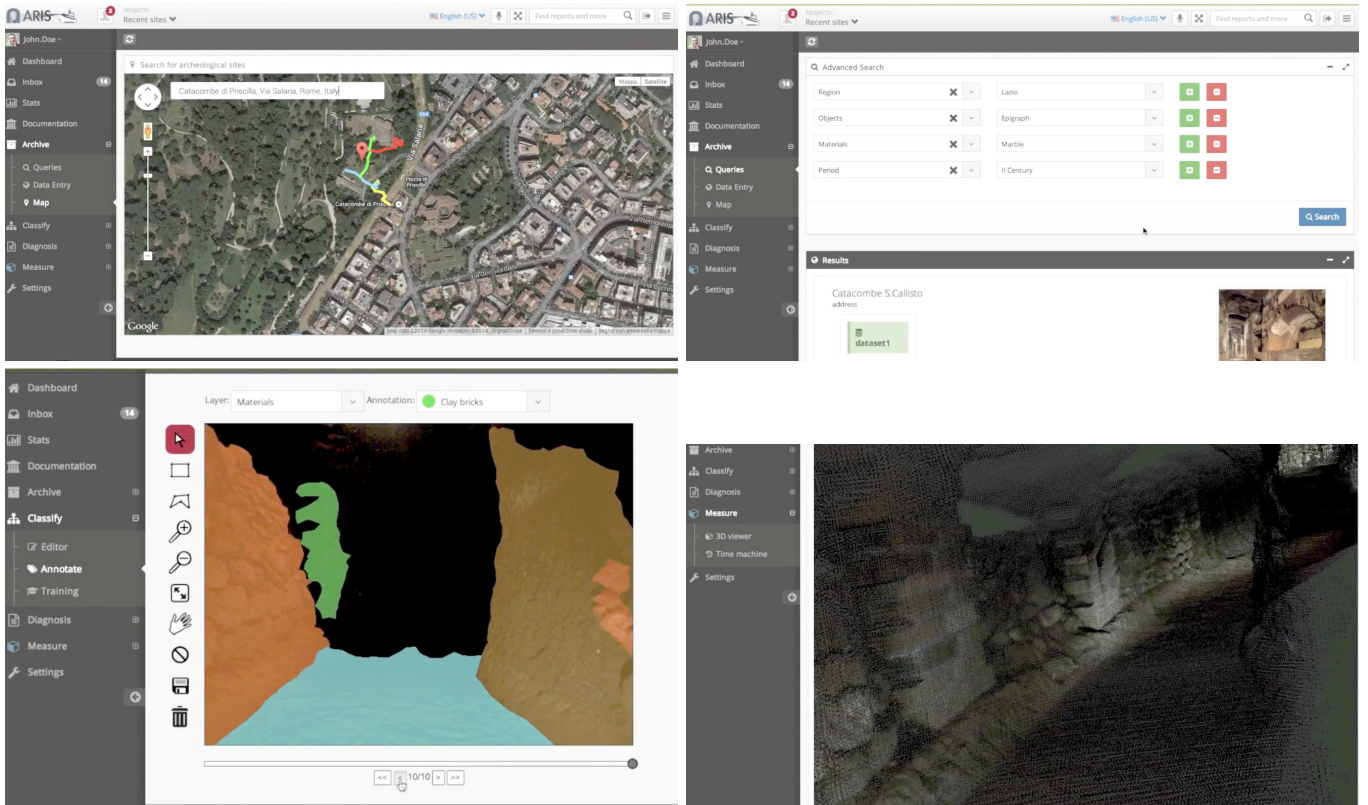 ARIS
2
PROJECTS:
Recent sites
English (US)
Find reports and more
John.Doe
Dashboard
Inbox 14
Stats
Documentation
Archive
Queries
Data Entry
Map
Classify
Diagnosis
Measure
Settings
Search for archeological sites
Catacombe di Priscilla, Via Salaria, Rome, Italy
Mappa Satellite
SS4
Via Salaria
Piazza di
Priscilla
Catacombe di Priscilla
Google
ARIS
2
PROJECTS:
Recent sites
English (US)
Find reports and more
John.Doe
Dashboard
Inbox 14
Stats
Documentation
Archive
Queries
Data Entry
Map
Classify
Diagnosis
Measure
Settings
Advanced Search
Region Lazio
Objects Epigraph
Materials Marble
Period II Century
Search
Results
Catacombe S.Callisto
address
dataset1
Dashboard
Inbox 14
Stats
Documentation
Archive
Classify
Editor
Annotate
Training
Diagnosis
Measure
Settings
Layer: Materials Annotation: Clay bricks
<< < 10/10 > >>
Archive
Classify
Diagnosis
Measure
3D viewer
Time machine
Settings